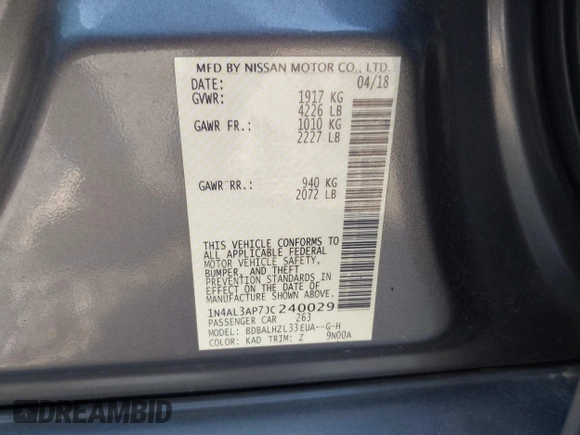 MFD BY NISSAN MOTOR CO., LTD.
DATE: 04/18
GVWR: 1917 KG
4226 LB
GAWR FR.: 1010 KG
2227 LB
GAWR RR.: 940 KG
2072 LB
THIS VEHICLE CONFORMS TO
ALL APPLICABLE FEDERAL
MOTOR VEHICLE SAFETY,
BUMPER, AND THEFT
PREVENTION STANDARDS IN
EFFECT ON THE DATE OF
MANUFACTURE SHOWN ABOVE.
1N4AL3AP7JC240029
PASSENGER CAR 263
MODEL: BDBALHZL33EUA--G-H
COLOR: KAD TRIM: Z 9N00A
DREAMBID